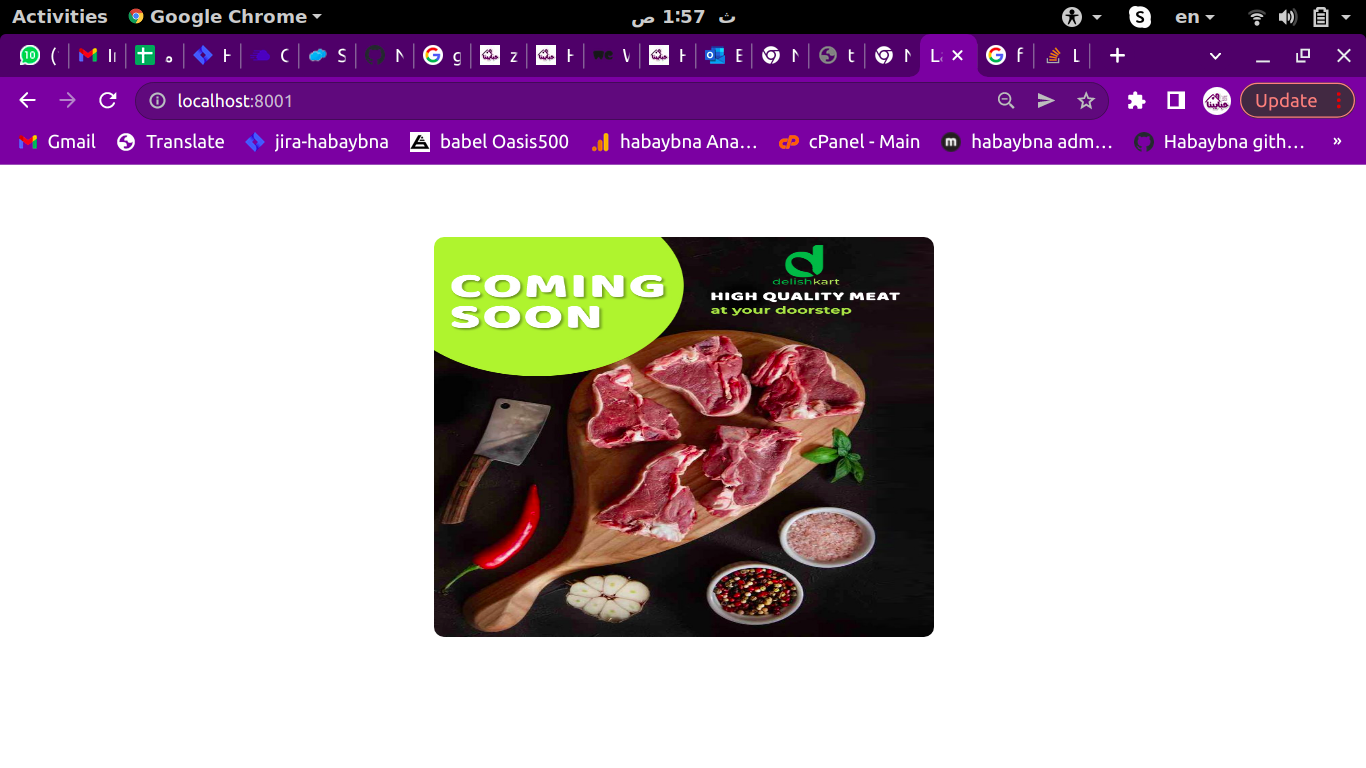 Activities
Google Chrome
ث 1:57 ص
en
10
localhost:8001
Update
Gmail
Translate
jira-habaybna
babel Oasis500
habaybna Ana...
cPanel - Main
habaybna adm...
Habaybna gith...
»
COMING
SOON
delishkart
HIGH QUALITY MEAT
at your doorstep